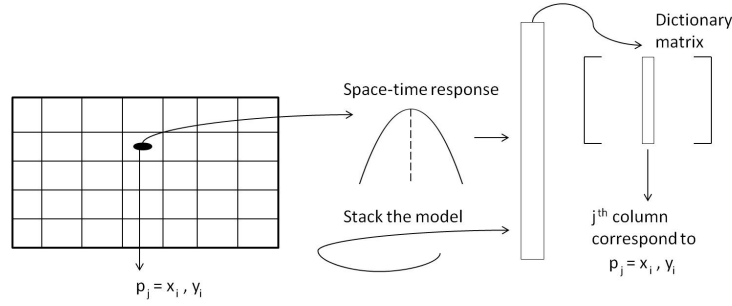 Dictionary
matrix
Space-time response
Stack the model
jth column
correspond to
pj = xi , yi
pj = xi , yi